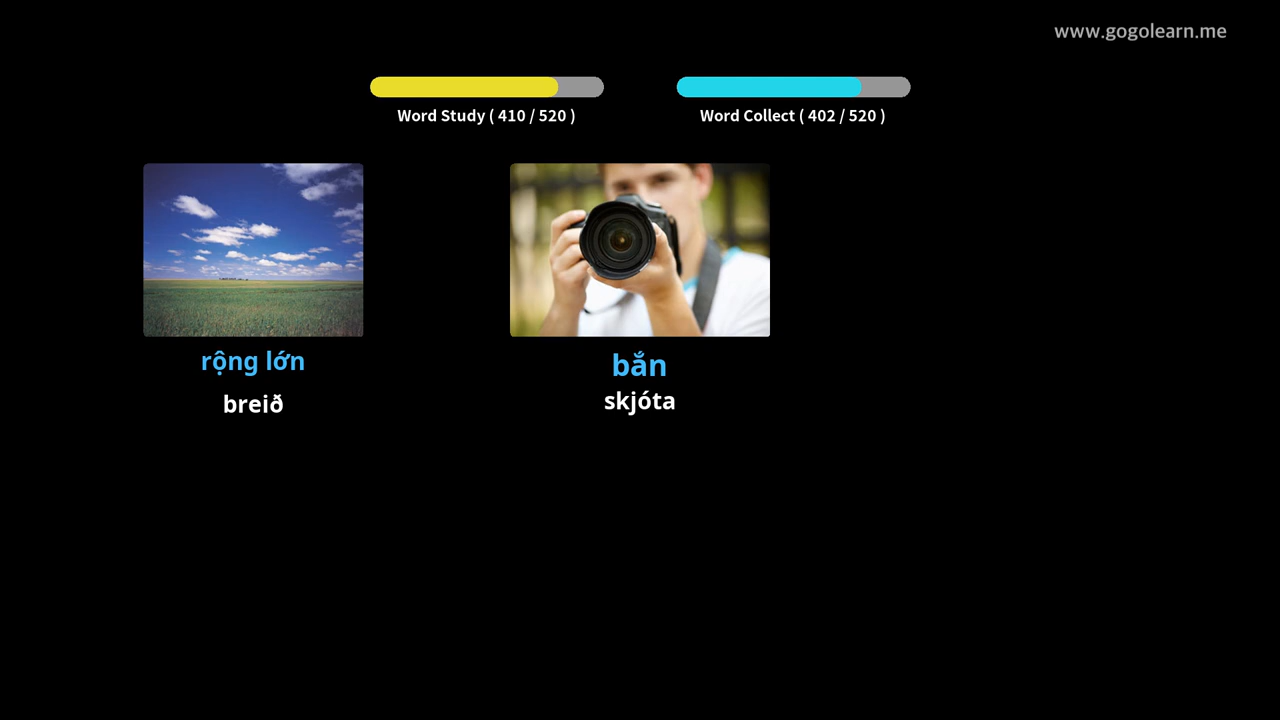 www.gogolearn.me
Word Study ( 410 / 520 )
Word Collect ( 402 / 520 )
rộng lớn
breið
bắn
skjóta